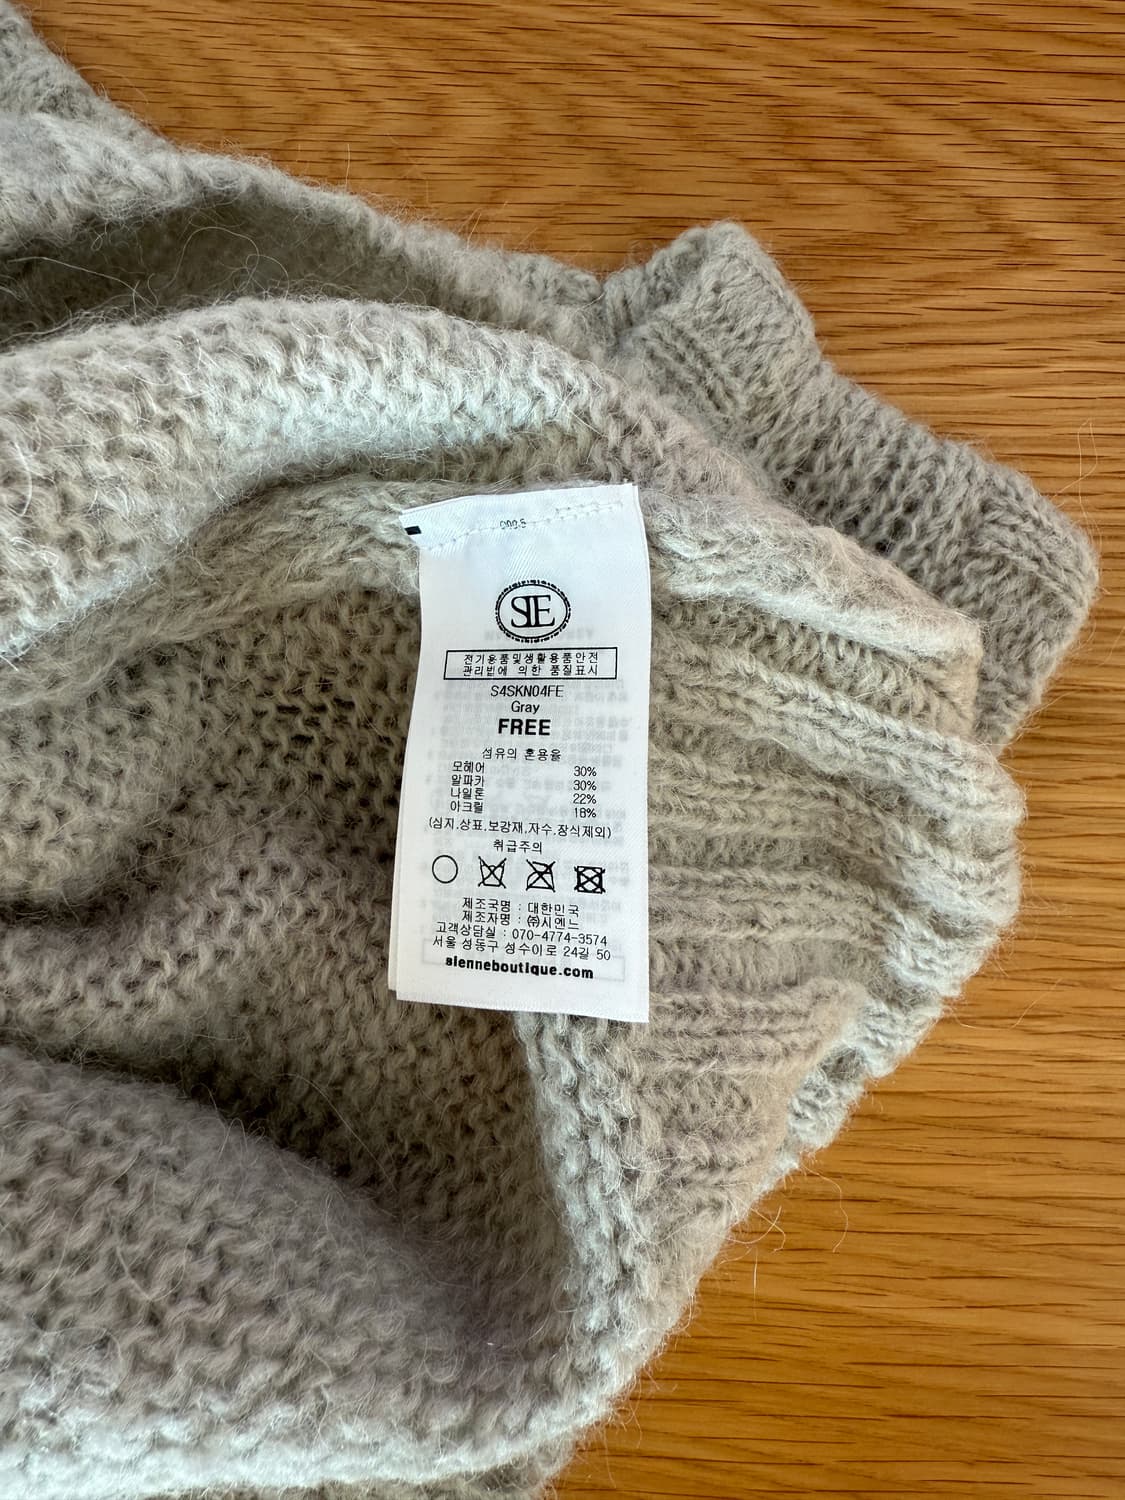 SIE
전기용품및생활용품안전
관리법에 의한 품질표시
S4SKN04FE
Gray
FREE
섬유의 혼용율
모헤어 30%
알파카 30%
나일론 22%
아크릴 18%
(심지.상표.보강재.자수.장식제외)
취급주의
제조국명 : 대한민국
제조자명 : ㈜시엔느
고객상담실 : 070-4774-3574
서울 성동구 성수이로 24길 50
sienneboutique.com